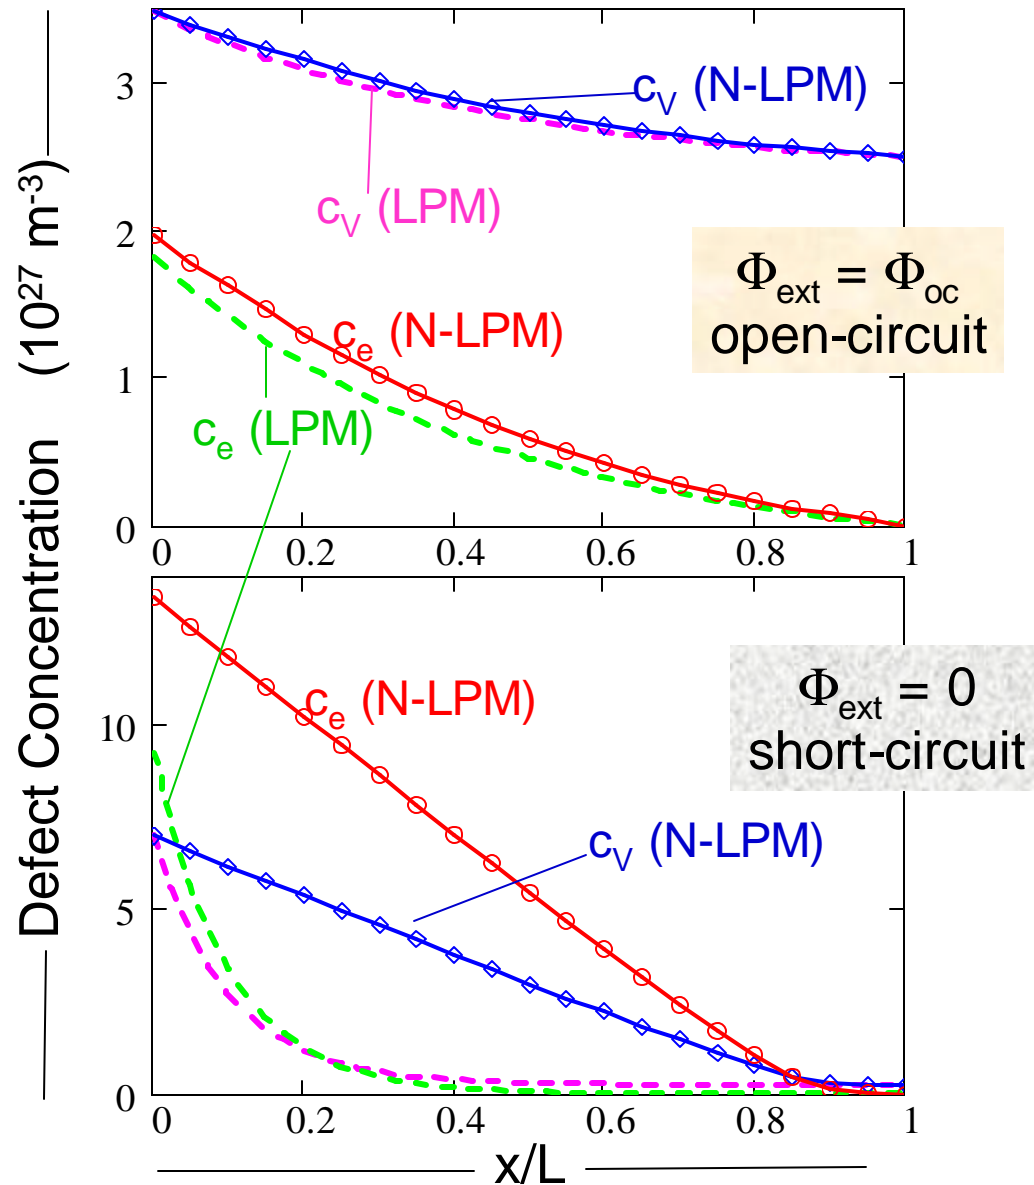 Defect Concentration (10^27 m^-3)
3
2
1
0
c_V (N-LPM)
c_V (LPM)
Φ_ext = Φ_oc
open-circuit
c_e (N-LPM)
c_e (LPM)
0 0.2 0.4 0.6 0.8 1
10
5
0
Φ_ext = 0
short-circuit
c_e (N-LPM)
c_V (N-LPM)
0 0.2 0.4 0.6 0.8 1
x/L